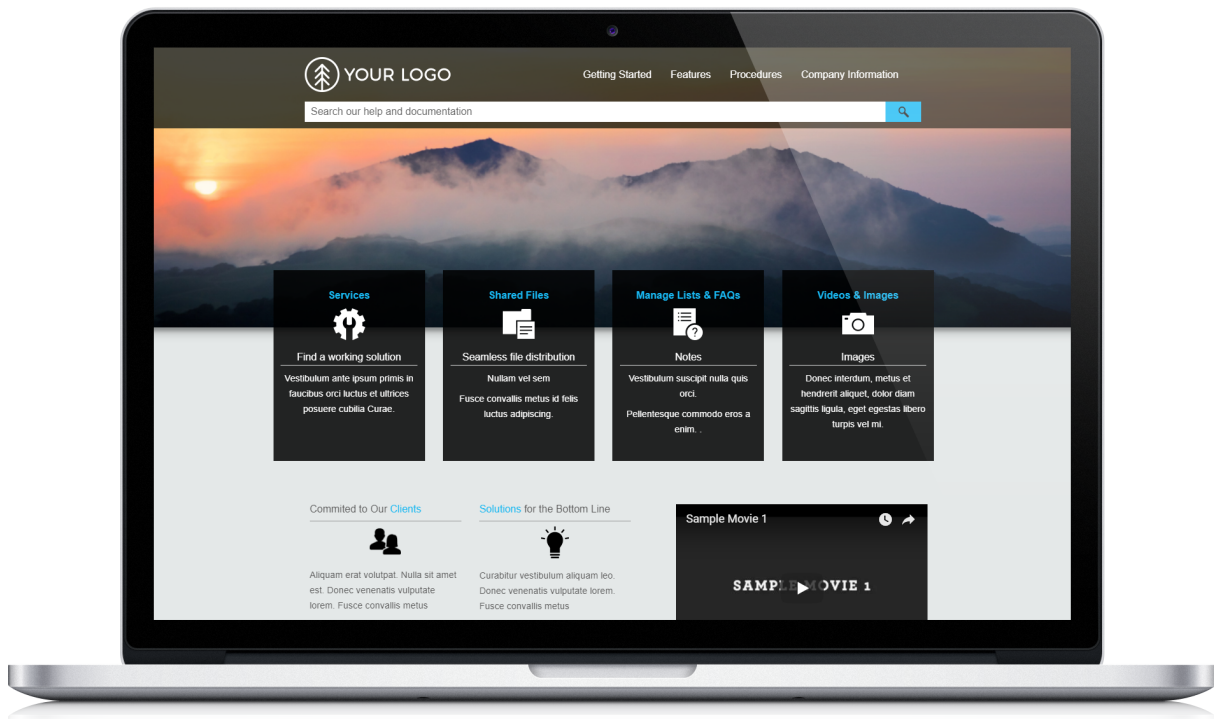 YOUR LOGO
Getting Started Features Procedures Company Information
Search our help and documentation
Services
Find a working solution
Vestibulum ante ipsum primis in
faucibus orci luctus et ultrices
posuere cubilia Curae.
Shared Files
Seamless file distribution
Nullam vel sem
Fusce convallis metus id felis
luctus adipiscing.
Manage Lists & FAQs
?
Notes
Vestibulum suscipit nulla quis
orci.
Pellentesque commodo eros a
enim. .
Videos & Images
Images
Donec interdum, metus et
hendrerit aliquet, dolor diam
sagittis ligula, eget egestas libero
turpis vel mi.
Commited to Our Clients
Aliquam erat volutpat. Nulla sit amet
est. Donec venenatis vulputate
lorem. Fusce convallis metus
Solutions for the Bottom Line
Curabitur vestibulum aliquam leo.
Donec venenatis vulputate lorem.
Fusce convallis metus
Sample Movie 1
SAMPLE MOVIE 1